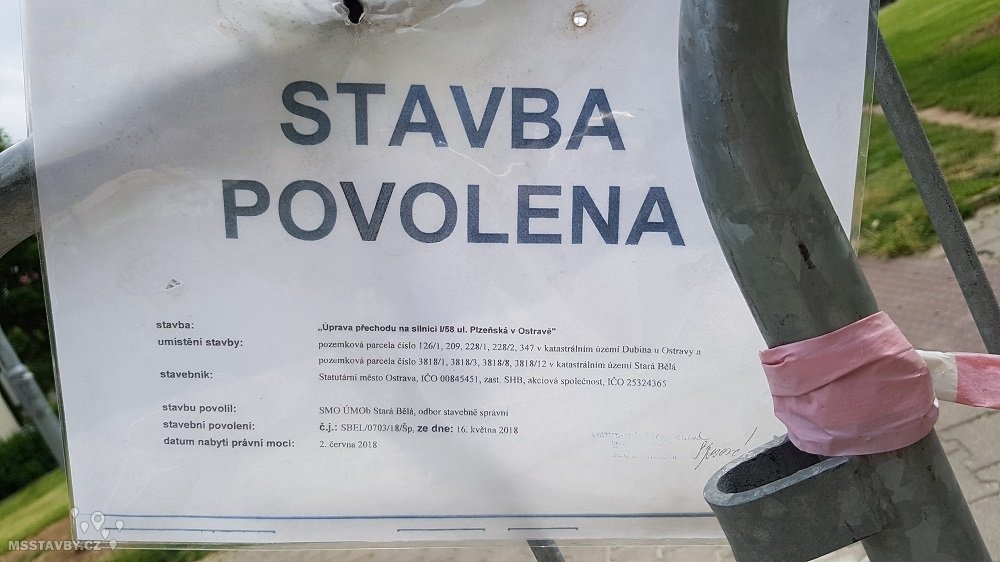 STAVBA
POVOLENA
stavba: „Úprava přechodu na silnici I/58 ul. Plzeňská v Ostravě"
umístění stavby: pozemková parcela číslo 126/1, 209, 228/1, 228/2, 347 v katastrálním území Dubina u Ostravy a
pozemková parcela číslo 3818/1, 3818/3, 3818/8, 3818/12 v katastrálním území Stará Bělá
stavebník: Statutární město Ostrava, IČO 00845451, zast. SHB, akciová společnost, IČO 25324365
stavbu povolil: SMO ÚMOb Stará Bělá, odbor stavebně správní
stavební povolení: č.j.: SBEL/0703/18/Šp, ze dne: 16. května 2018
datum nabytí právní moci: 2. června 2018
MSSTAVBY.CZ